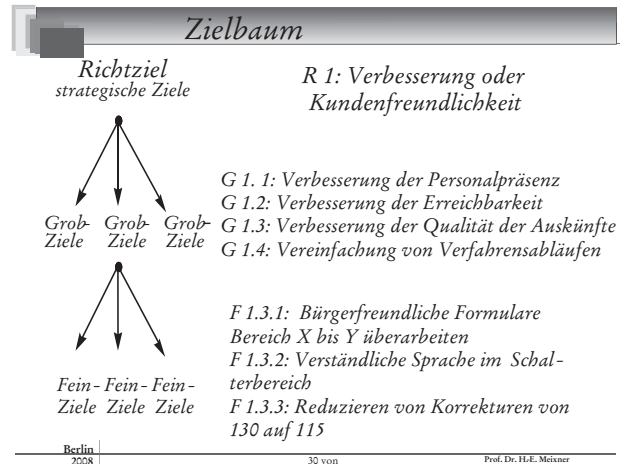 Zielbaum
Richtziel
strategische Ziele
R 1: Verbesserung oder
Kundenfreundlichkeit
G 1. 1: Verbesserung der Personalpräsenz
G 1.2: Verbesserung der Erreichbarkeit
G 1.3: Verbesserung der Qualität der Auskünfte
G 1.4: Vereinfachung von Verfahrensabläufen
Grob- Grob- Grob-
Ziele Ziele Ziele
F 1.3.1: Bürgerfreundliche Formulare
Bereich X bis Y überarbeiten
F 1.3.2: Verständliche Sprache im Schal-
terbereich
F 1.3.3: Reduzieren von Korrekturen von
130 auf 115
Fein- Fein- Fein-
Ziele Ziele Ziele
Berlin
2008
30 von
Prof. Dr. H.-E. Meixner